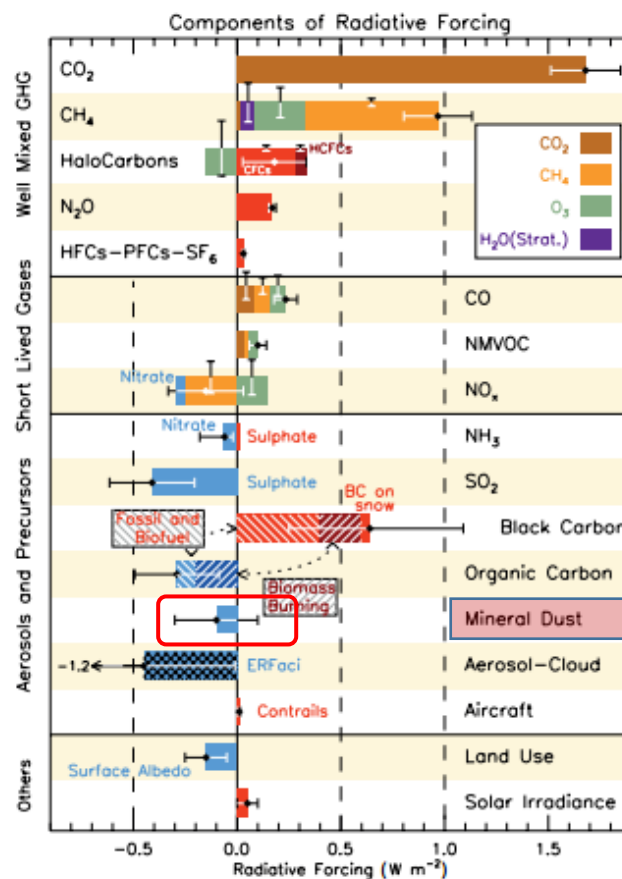 Components of Radiative Forcing
Well Mixed GHG
CO₂
CH₄
HaloCarbons
CFCs
HCFCs
N₂O
HFCs-PFCs-SF₆
CO₂
CH₄
O₃
H₂O(Strat.)
Short Lived Gases
CO
NMVOC
Nitrate
NOₓ
Aerosols and Precursors
Nitrate
Sulphate
NH₃
Sulphate
SO₂
BC on
snow
Black Carbon
Fossil and
Biofuel
Organic Carbon
Biomass
Burning
Mineral Dust
-1.2
ERFaci
Aerosol-Cloud
Contrails
Aircraft
Others
Surface Albedo
Land Use
Solar Irradiance
-0.5 0.0 0.5 1.0 1.5
Radiative Forcing (W m⁻²)